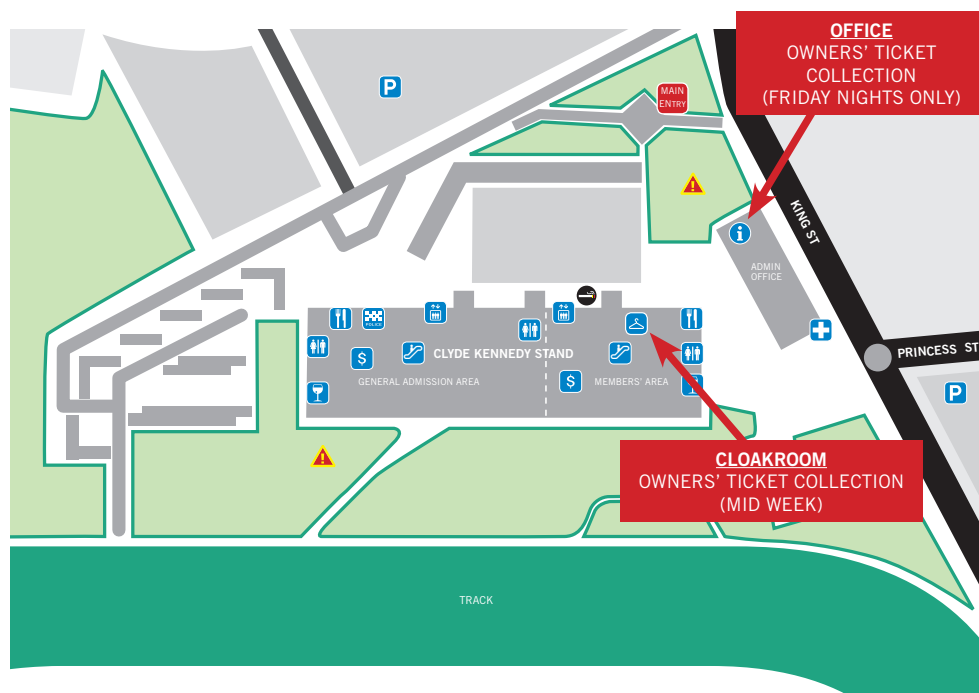 OFFICE
OWNERS' TICKET
COLLECTION
(FRIDAY NIGHTS ONLY)
P
MAIN
ENTRY
!
KING ST
i
ADMIN
OFFICE
POLICE
CLYDE KENNEDY STAND
$
GENERAL ADMISSION AREA
$
MEMBERS' AREA
PRINCESS ST
P
!
CLOAKROOM
OWNERS' TICKET COLLECTION
(MID WEEK)
TRACK